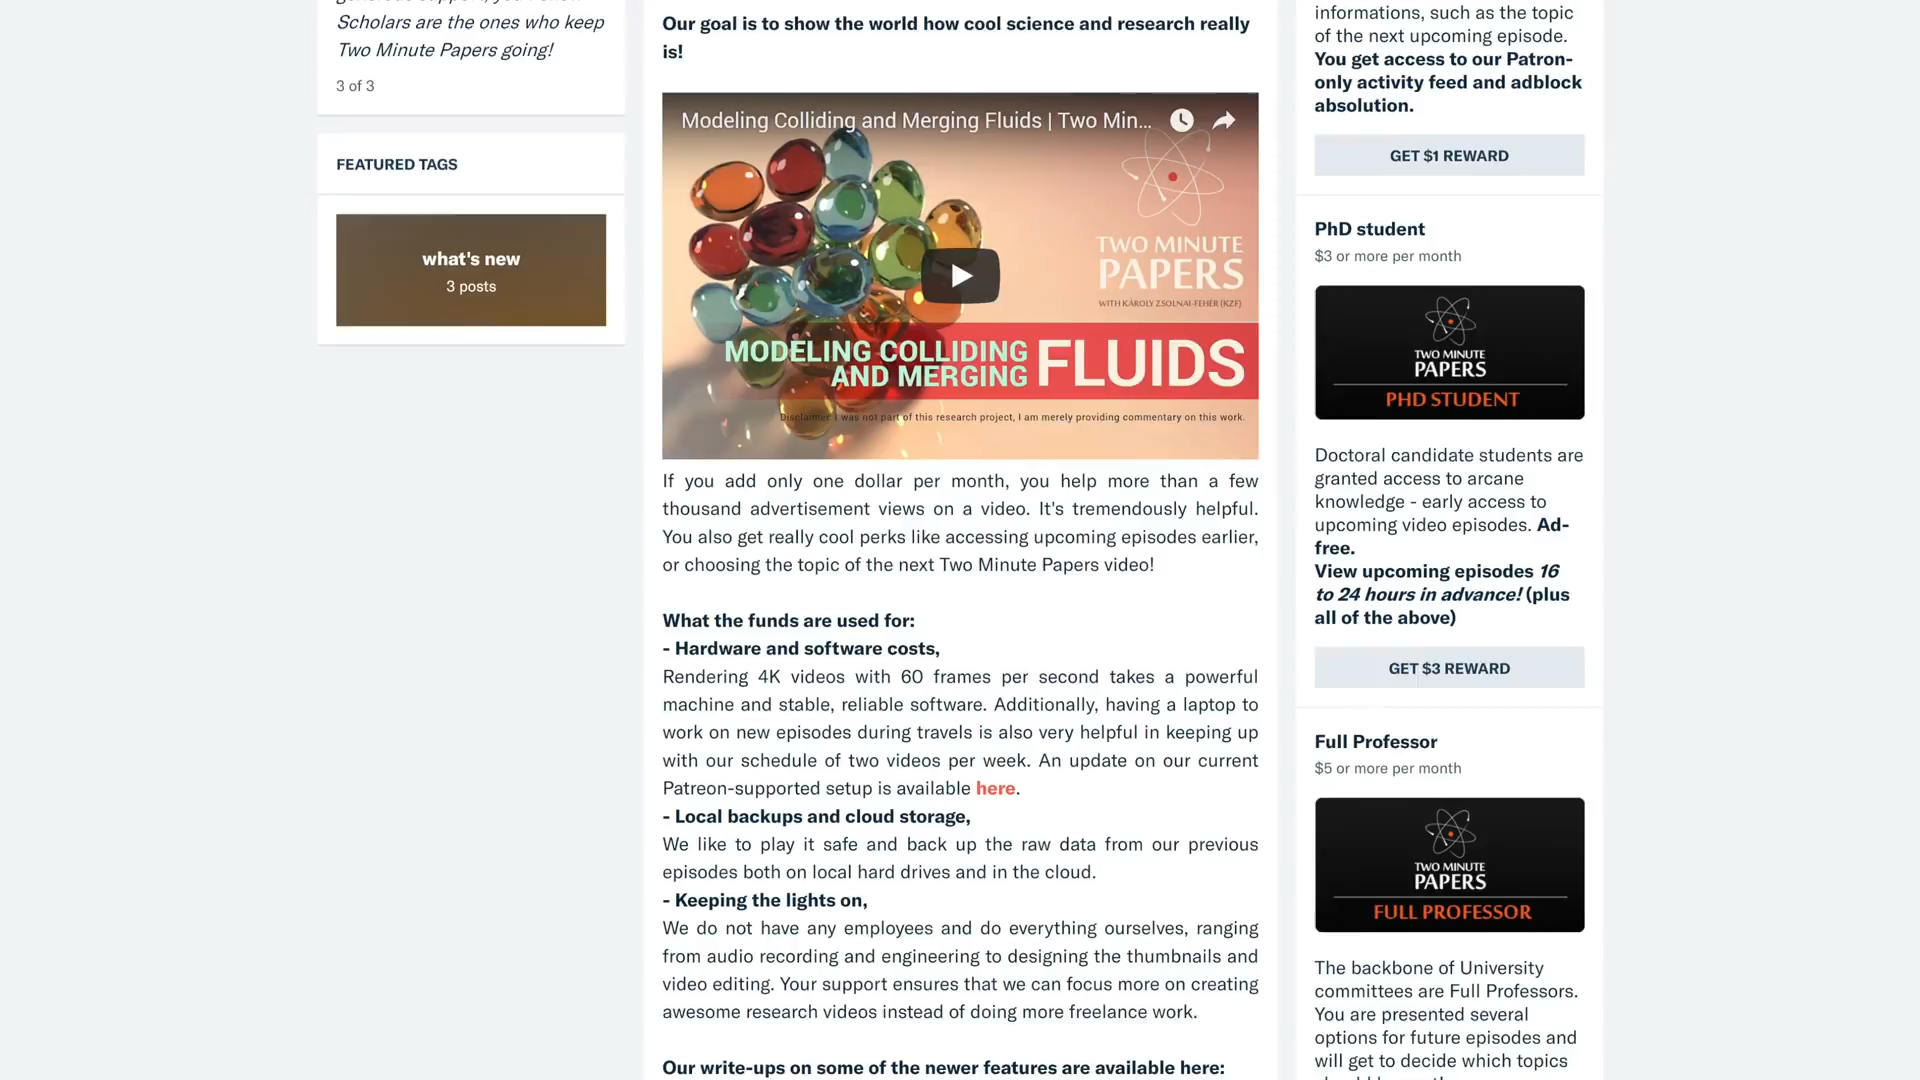 Scholars are the ones who keep
Two Minute Papers going!
3 of 3
FEATURED TAGS
what's new
3 posts
Our goal is to show the world how cool science and research really
is!
Modeling Colliding and Merging Fluids | Two Min...
TWO MINUTE
PAPERS
WITH KÁROLY ZSOLNAI-FEHÉR (KZF)
MODELING COLLIDING
AND MERGING
FLUIDS
Disclaimer: I was not part of this research project, I am merely providing commentary on this work.
If you add only one dollar per month, you help more than a few
thousand advertisement views on a video. It's tremendously helpful.
You also get really cool perks like accessing upcoming episodes earlier,
or choosing the topic of the next Two Minute Papers video!
What the funds are used for:
- Hardware and software costs,
Rendering 4K videos with 60 frames per second takes a powerful
machine and stable, reliable software. Additionally, having a laptop to
work on new episodes during travels is also very helpful in keeping up
with our schedule of two videos per week. An update on our current
Patreon-supported setup is available here.
- Local backups and cloud storage,
We like to play it safe and back up the raw data from our previous
episodes both on local hard drives and in the cloud.
- Keeping the lights on,
We do not have any employees and do everything ourselves, ranging
from audio recording and engineering to designing the thumbnails and
video editing. Your support ensures that we can focus more on creating
awesome research videos instead of doing more freelance work.
Our write-ups on some of the newer features are available here:
informations, such as the topic
of the next upcoming episode.
You get access to our Patron-
only activity feed and adblock
absolution.
GET $1 REWARD
PhD student
$3 or more per month
TWO MINUTE
PAPERS
PHD STUDENT
Doctoral candidate students are
granted access to arcane
knowledge - early access to
upcoming video episodes. Ad-
free.
View upcoming episodes 16
to 24 hours in advance! (plus
all of the above)
GET $3 REWARD
Full Professor
$5 or more per month
TWO MINUTE
PAPERS
FULL PROFESSOR
The backbone of University
committees are Full Professors.
You are presented several
options for future episodes and
will get to decide which topics